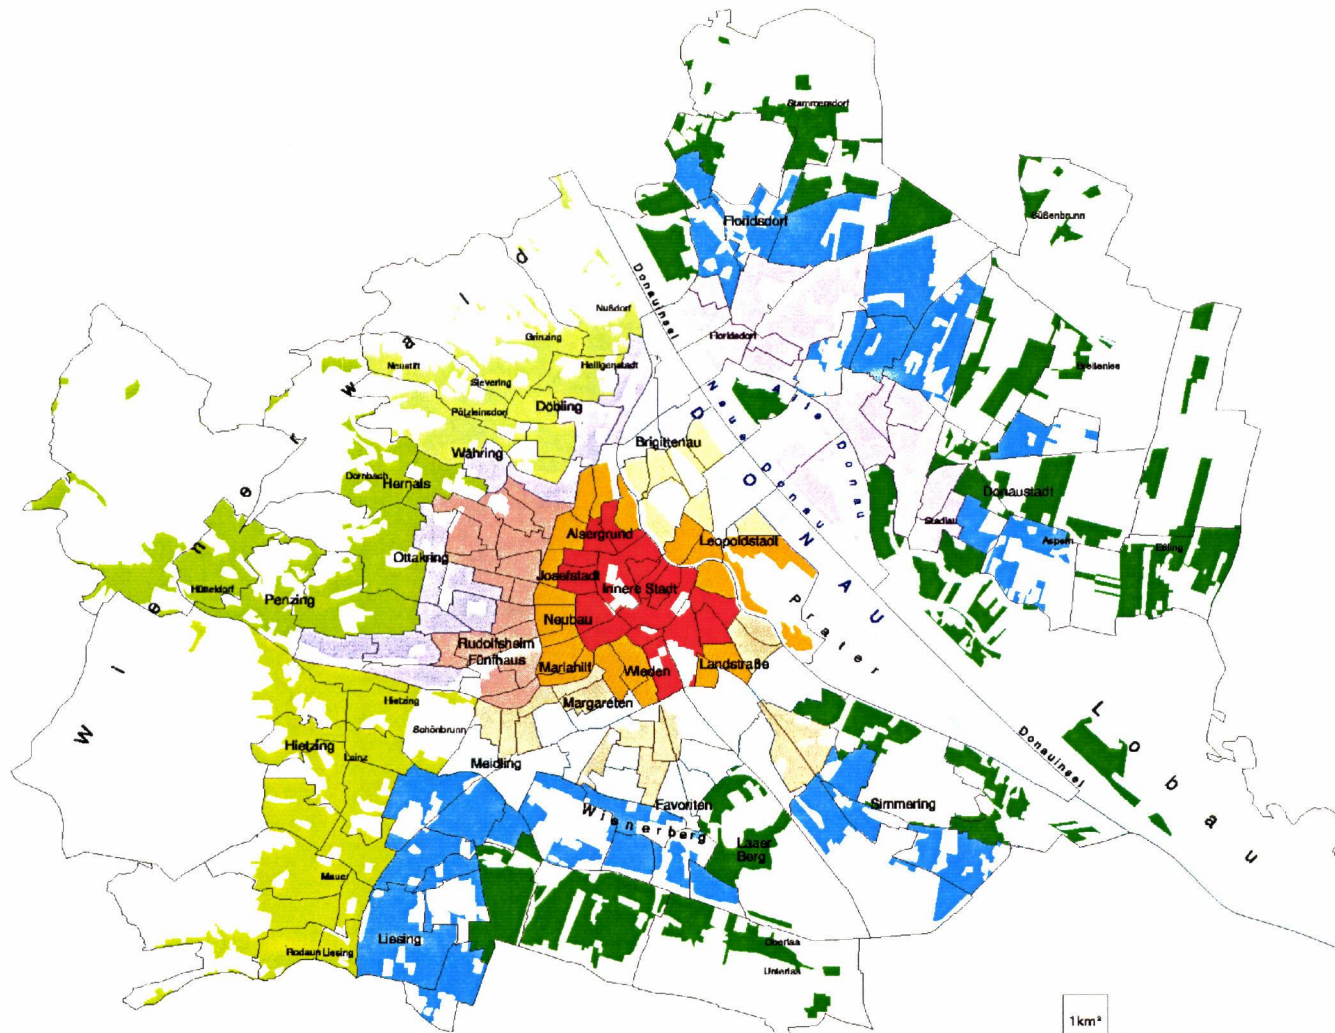 Stammersdorf
Süßenbrunn
Floridsdorf
Donauinsel
Nußdorf
Floridsdorf
Grinzing
Neustift
Heiligenstadt
Breitenlee
Sievering
Pötzleinsdorf
Döbling
Neue Donau
Alte Donau
DONAU
Brigittenau
Währing
Dornbach
Hernals
Donaustadt
Stadlau
Aspern
Eßling
Alsergrund
Leopoldstadt
Ottakring
Josefstadt
Innere Stadt
Hütteldorf
Penzing
Prater
Neubau
Rudolfsheim
Fünfhaus
Mariahilf
Wieden
Landstraße
Wienerwald
Hietzing
Margareten
Schönbrunn
Hietzing
Lainz
Meidling
Donauinsel
Lobau
Favoriten
Simmering
Wienerberg
Laaer
Berg
Mauer
Liesing
Rodaun
Liesing
Oberlaa
Unterlaa
1km²